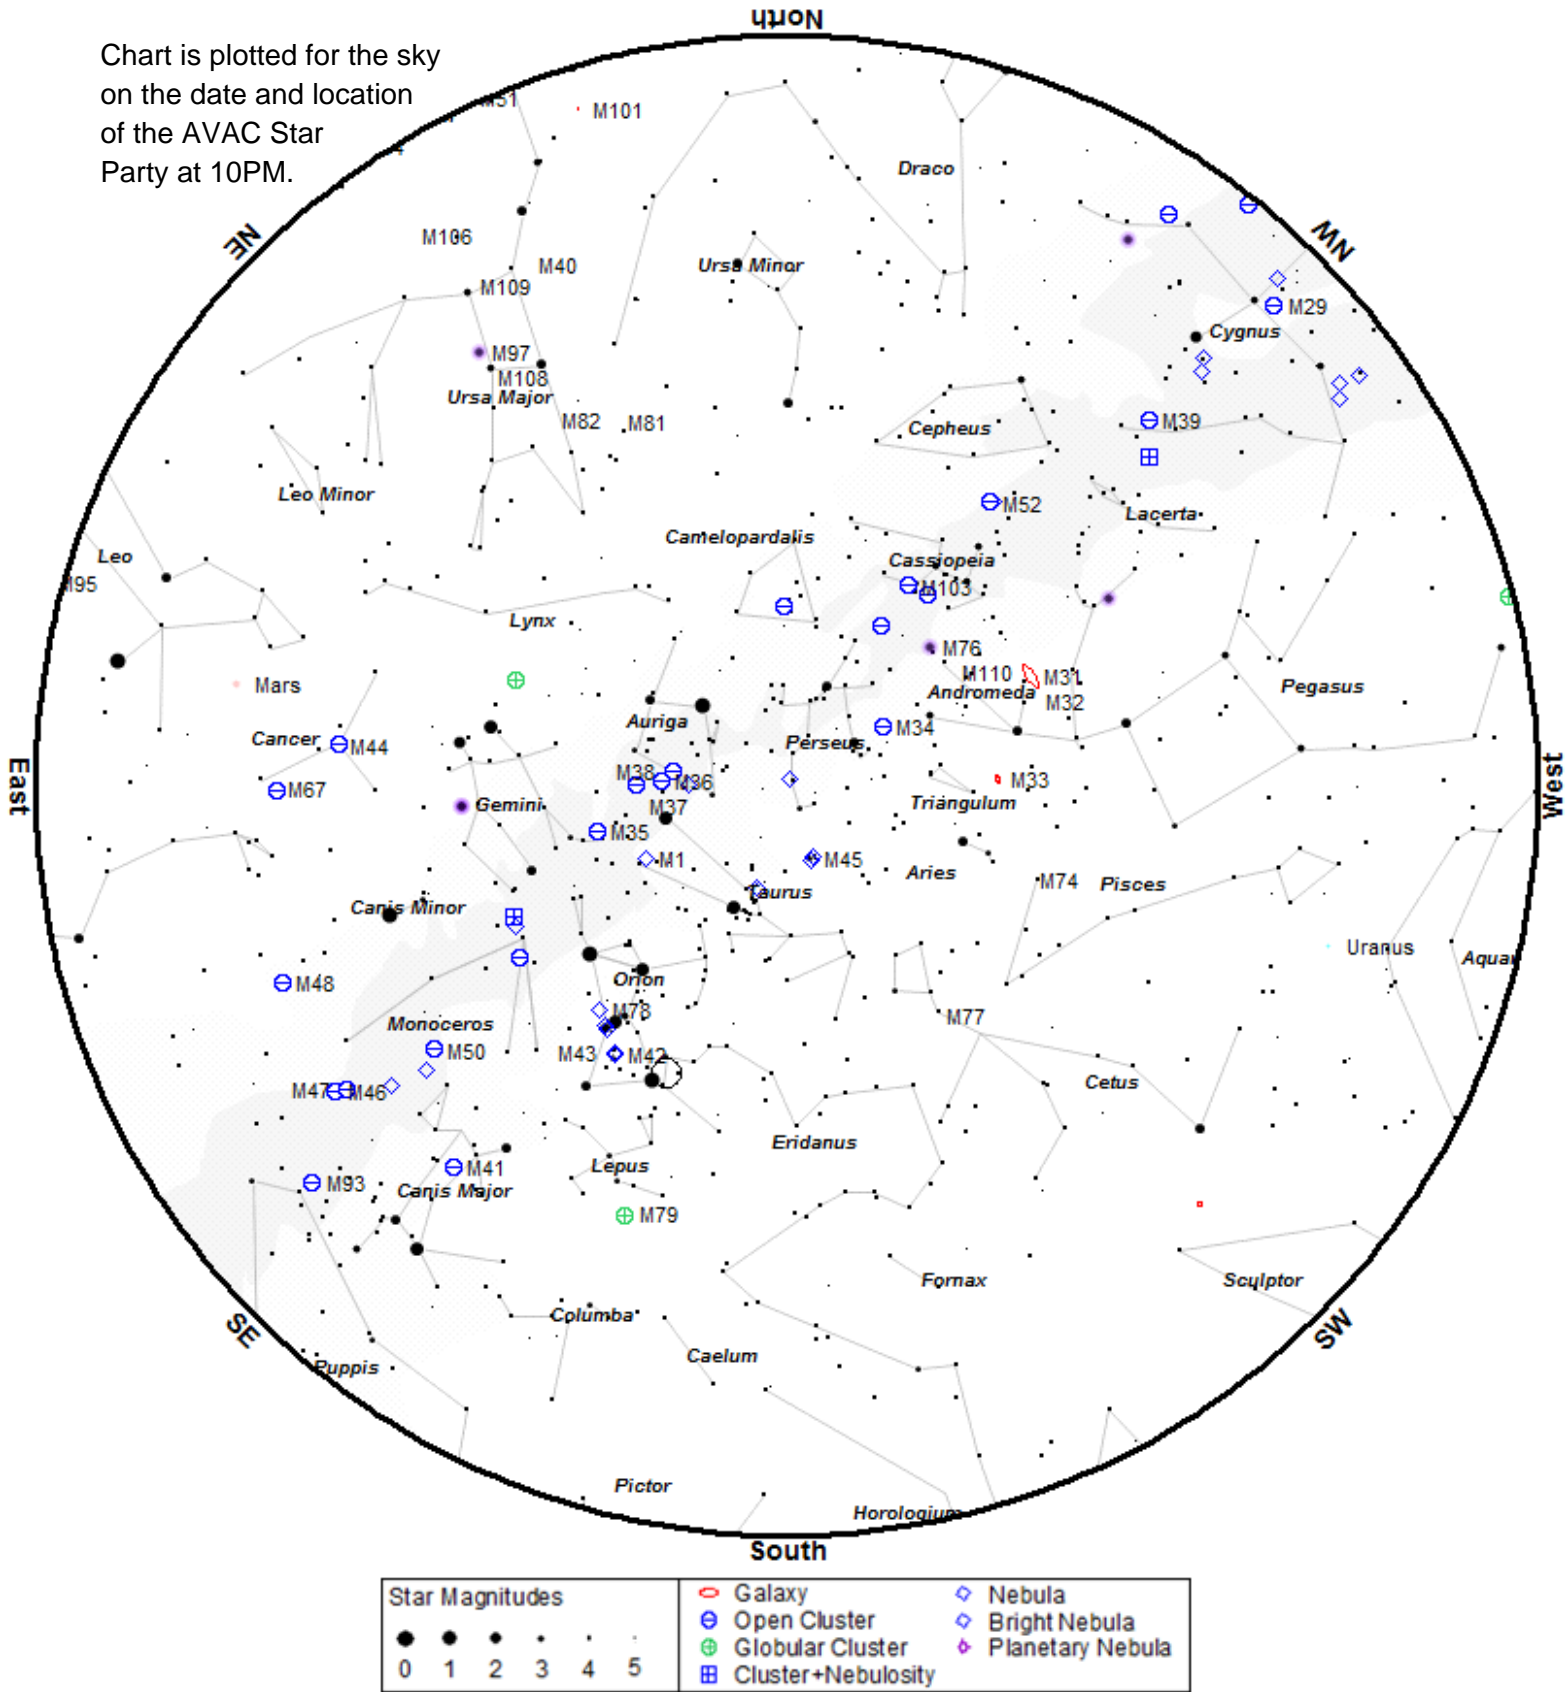 North
Chart is plotted for the sky
on the date and location
of the AVAC Star
Party at 10PM.
M51
M101
Draco
NE
NW
M106
M40
Ursa Minor
M109
M29
Cygnus
M97
M108
Ursa Major
M82
M81
Cepheus
M39
Leo Minor
M52
Lacerta
Camelopardalis
Leo
Cassiopeia
M95
M103
Lynx
M76
M110
M31
Mars
Andromeda
Pegasus
M32
Auriga
M34
Cancer
M44
Perseus
M38
M36
M33
East
West
M67
Gemini
M37
Triangulum
M35
M1
M45
Aries
M74
Pisces
Taurus
Canis Minor
Uranus
Aquar
Orion
M48
M78
M77
Monoceros
M50
M43
M42
Cetus
M47
M46
Eridanus
M41
Lepus
M93
Canis Major
M79
Fornax
Sculptor
SE
SW
Columba
Caelum
Puppis
Pictor
Horologium
South
Star Magnitudes
0 1 2 3 4 5
Galaxy
Open Cluster
Globular Cluster
Cluster+Nebulosity
Nebula
Bright Nebula
Planetary Nebula